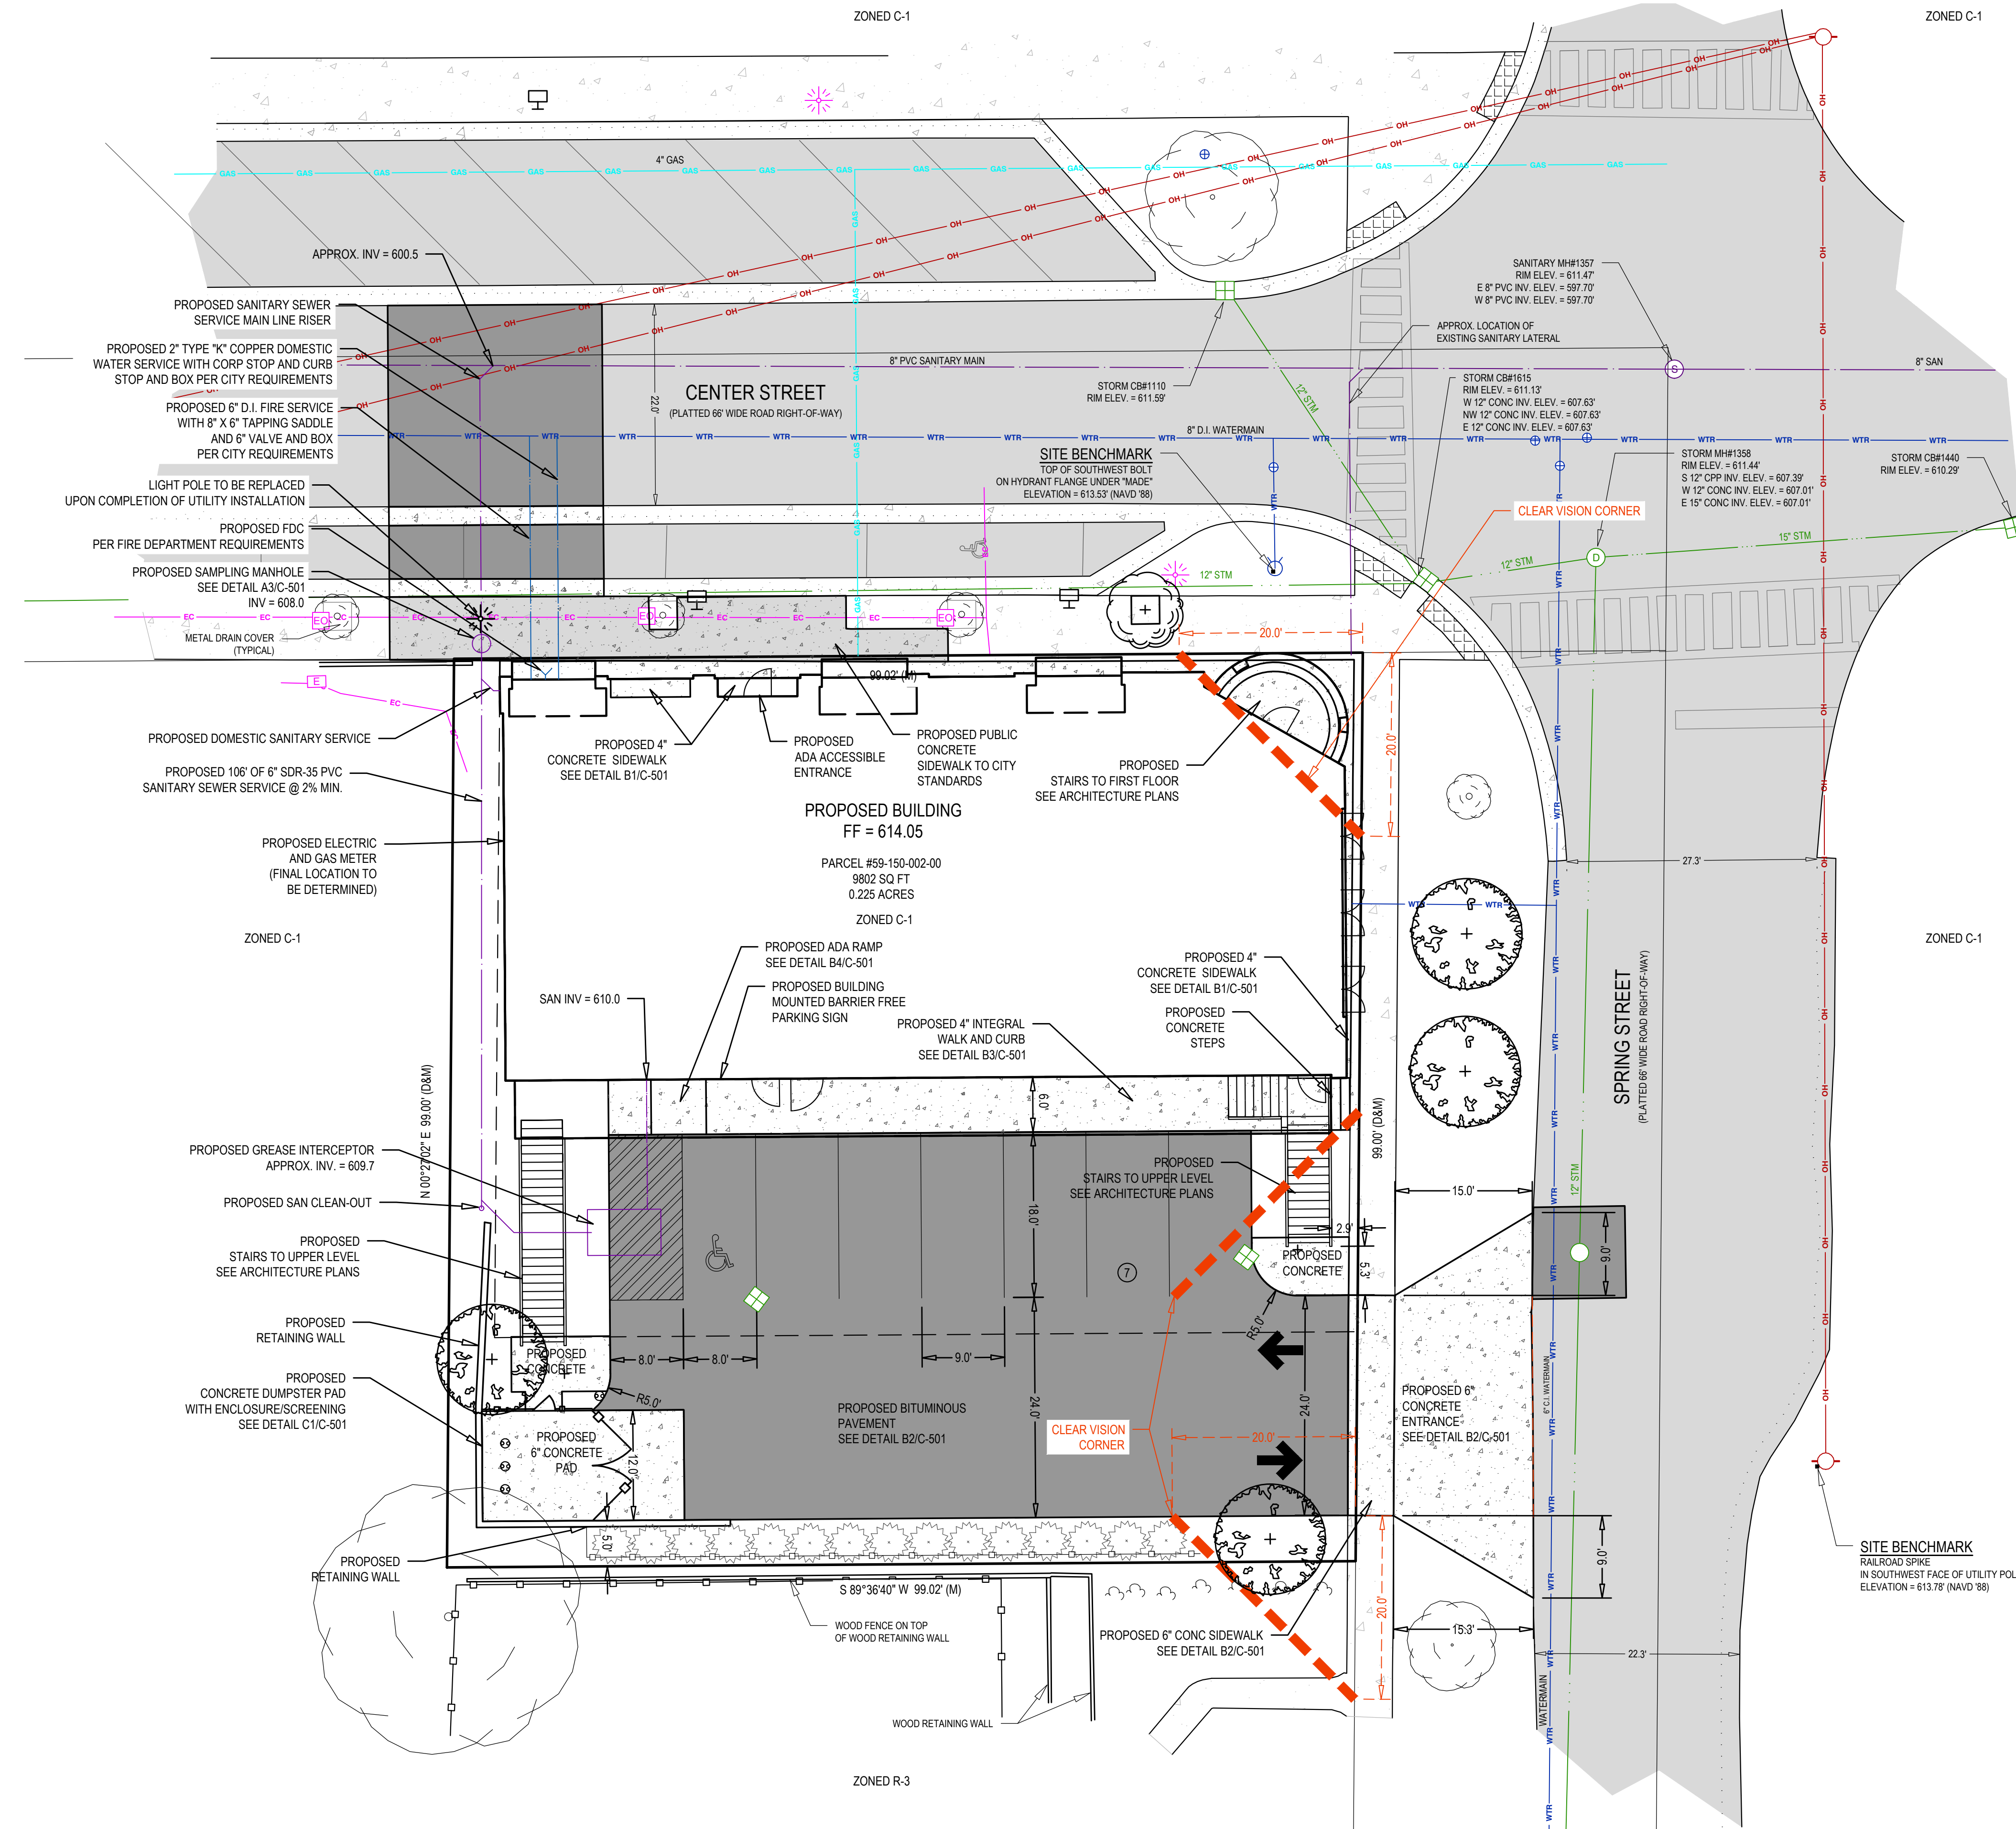 ZONED C-1
ZONED C-1
4" GAS
APPROX. INV = 600.5
PROPOSED SANITARY SEWER
SERVICE MAIN LINE RISER
PROPOSED 2" TYPE "K" COPPER DOMESTIC
WATER SERVICE WITH CORP STOP AND CURB
STOP AND BOX PER CITY REQUIREMENTS
PROPOSED 6" D.I. FIRE SERVICE
WITH 8" X 6" TAPPING SADDLE
AND 6" VALVE AND BOX
PER CITY REQUIREMENTS
LIGHT POLE TO BE REPLACED
UPON COMPLETION OF UTILITY INSTALLATION
PROPOSED FDC
PER FIRE DEPARTMENT REQUIREMENTS
PROPOSED SAMPLING MANHOLE
SEE DETAIL A3/C-501
INV = 608.0
METAL DRAIN COVER
(TYPICAL)
22.0'
8" PVC SANITARY MAIN
CENTER STREET
(PLATTED 66' WIDE ROAD RIGHT-OF-WAY)
STORM CB#1110
RIM ELEV. = 611.59'
8" D.I. WATERMAIN
SITE BENCHMARK
TOP OF SOUTHWEST BOLT
ON HYDRANT FLANGE UNDER "MADE"
ELEVATION = 613.53' (NAVD '88)
12" STM
SANITARY MH#1357
RIM ELEV. = 611.47'
E 8" PVC INV. ELEV. = 597.70'
W 8" PVC INV. ELEV. = 597.70'
APPROX. LOCATION OF
EXISTING SANITARY LATERAL
S
8" SAN
STORM CB#1615
RIM ELEV. = 611.13'
W 12" CONC INV. ELEV. = 607.63'
NW 12" CONC INV. ELEV. = 607.63'
E 12" CONC INV. ELEV. = 607.63'
STORM MH#1358
RIM ELEV. = 611.44'
S 12" CPP INV. ELEV. = 607.39'
W 12" CONC INV. ELEV. = 607.01'
E 15" CONC INV. ELEV. = 607.01'
STORM CB#1440
RIM ELEV. = 610.29'
CLEAR VISION CORNER
15" STM
D
12" STM
12" STM
20.0'
20.0'
99.02' (M)
PROPOSED DOMESTIC SANITARY SERVICE
PROPOSED 106' OF 6" SDR-35 PVC
SANITARY SEWER SERVICE @ 2% MIN.
PROPOSED ELECTRIC
AND GAS METER
(FINAL LOCATION TO
BE DETERMINED)
PROPOSED 4"
CONCRETE SIDEWALK
SEE DETAIL B1/C-501
PROPOSED
ADA ACCESSIBLE
ENTRANCE
PROPOSED PUBLIC
CONCRETE
SIDEWALK TO CITY
STANDARDS
PROPOSED
STAIRS TO FIRST FLOOR
SEE ARCHITECTURE PLANS
PROPOSED BUILDING
FF = 614.05
PARCEL #59-150-002-00
9802 SQ FT
0.225 ACRES
ZONED C-1
27.3'
ZONED C-1
ZONED C-1
SPRING STREET
(PLATTED 66' WIDE ROAD RIGHT-OF-WAY)
PROPOSED ADA RAMP
SEE DETAIL B4/C-501
PROPOSED BUILDING
MOUNTED BARRIER FREE
PARKING SIGN
SAN INV = 610.0
PROPOSED 4" INTEGRAL
WALK AND CURB
SEE DETAIL B3/C-501
PROPOSED 4"
CONCRETE SIDEWALK
SEE DETAIL B1/C-501
PROPOSED
CONCRETE
STEPS
N 00°27'02" E 99.00' (D&M)
99.00' (D&M)
6.0'
PROPOSED GREASE INTERCEPTOR
APPROX. INV. = 609.7
PROPOSED SAN CLEAN-OUT
PROPOSED
STAIRS TO UPPER LEVEL
SEE ARCHITECTURE PLANS
PROPOSED
RETAINING WALL
PROPOSED
CONCRETE DUMPSTER PAD
WITH ENCLOSURE/SCREENING
SEE DETAIL C1/C-501
PROPOSED
STAIRS TO UPPER LEVEL
SEE ARCHITECTURE PLANS
18.0'
15.0'
12" STM
9.0'
2.9'
5.3'
PROPOSED
CONCRETE
7
R5.0'
PROPOSED
CONCRETE
8.0'
8.0'
9.0'
R5.0'
24.0'
24.0'
PROPOSED BITUMINOUS
PAVEMENT
SEE DETAIL B2/C-501
CLEAR VISION
CORNER
20.0'
PROPOSED 6"
CONCRETE
ENTRANCE
SEE DETAIL B2/C-501
6" C.I. WATERMAIN
PROPOSED
6" CONCRETE
PAD
12.0'
5.0'
PROPOSED
RETAINING WALL
S 89°36'40" W 99.02' (M)
WOOD FENCE ON TOP
OF WOOD RETAINING WALL
PROPOSED 6" CONC SIDEWALK
SEE DETAIL B2/C-501
20.0'
9.0'
15.3'
22.3'
WATERMAIN
SITE BENCHMARK
RAILROAD SPIKE
IN SOUTHWEST FACE OF UTILITY POL
ELEVATION = 613.78' (NAVD '88)
WOOD RETAINING WALL
ZONED R-3